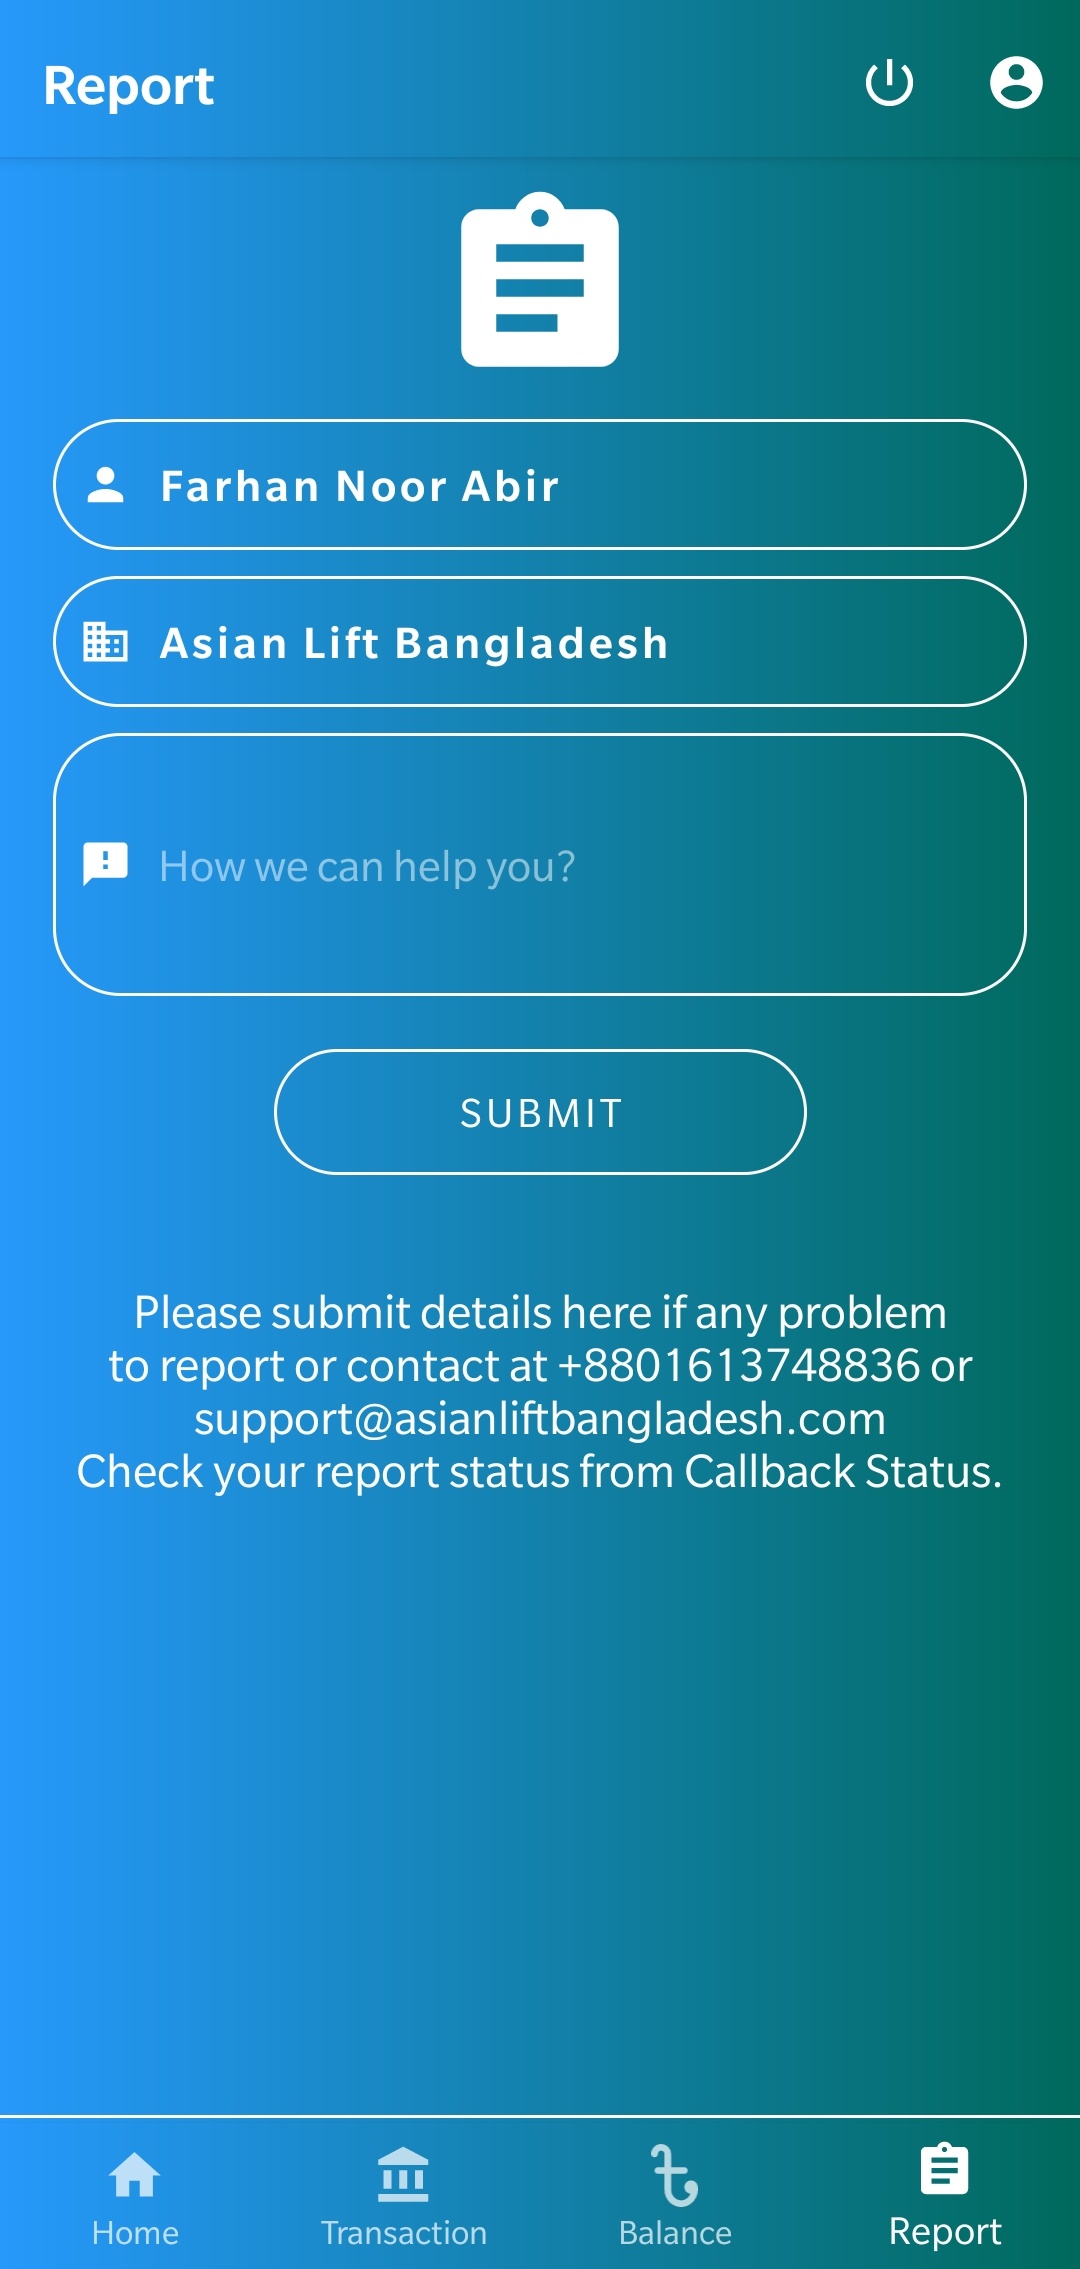 Report
Farhan Noor Abir
Asian Lift Bangladesh
How we can help you?
SUBMIT
Please submit details here if any problem
to report or contact at +8801613748836 or
support@asianliftbangladesh.com
Check your report status from Callback Status.
Home
Transaction
Balance
Report